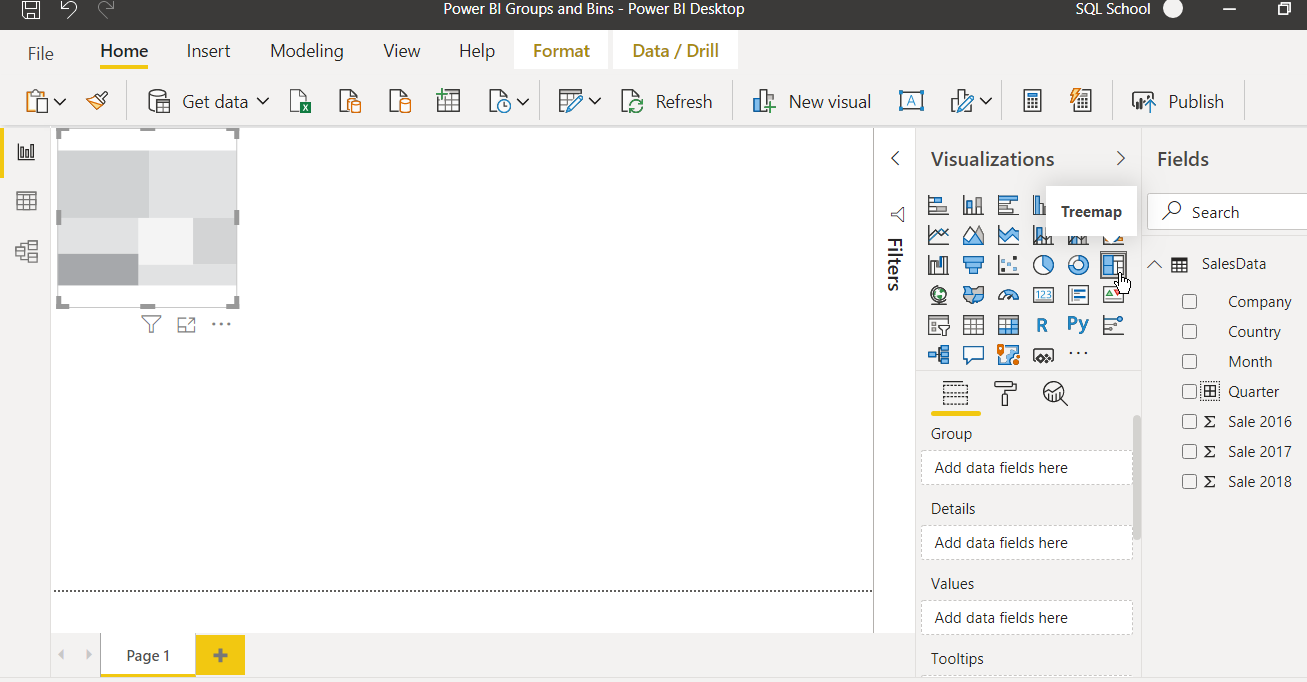 Power BI Groups and Bins - Power BI Desktop
SQL School
File
Home
Insert
Modeling
View
Help
Format
Data / Drill
Get data
Refresh
New visual
A
Publish
Filters
Visualizations
Treemap
123
R
Py
Group
Add data fields here
Details
Add data fields here
Values
Add data fields here
Tooltips
Fields
Search
SalesData
Company
Country
Month
Quarter
Σ Sale 2016
Σ Sale 2017
Σ Sale 2018
Page 1